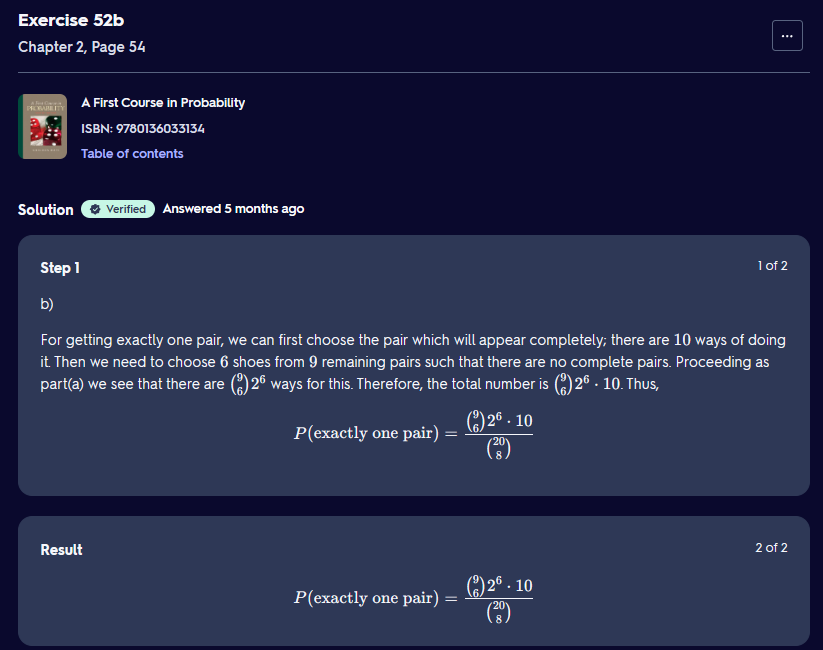 Exercise 52b
Chapter 2, Page 54
...
A First Course in Probability
ISBN: 9780136033134
Table of contents
Solution Verified Answered 5 months ago
Step 1 1 of 2
b)
For getting exactly one pair, we can first choose the pair which will appear completely; there are 10 ways of doing
it. Then we need to choose 6 shoes from 9 remaining pairs such that there are no complete pairs. Proceeding as
part(a) we see that there are $\binom{9}{6}2^6$ ways for this. Therefore, the total number is $\binom{9}{6}2^6 \cdot 10$. Thus,
$P(\text{exactly one pair}) = \frac{\binom{9}{6}2^6 \cdot 10}{\binom{20}{8}}$
Result 2 of 2
$P(\text{exactly one pair}) = \frac{\binom{9}{6}2^6 \cdot 10}{\binom{20}{8}}$